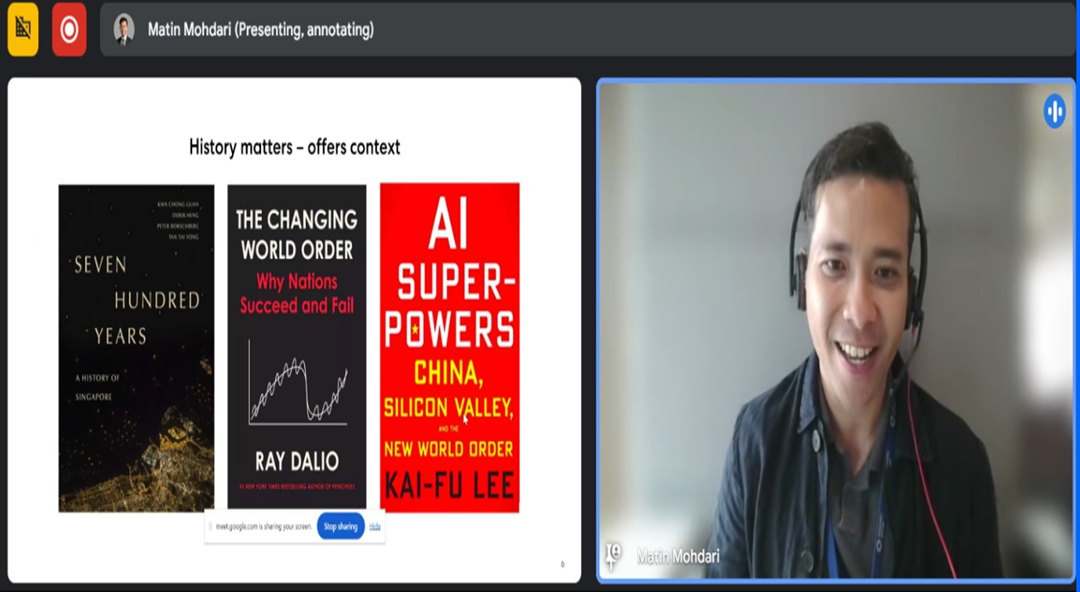 Matin Mohdari (Presenting, annotating)
History matters – offers context
KWA CHONG GUAN
DEREK HENG
PETER BORSCHBERG
TAN TAI YONG
SEVEN
HUNDRED
YEARS
A HISTORY OF
SINGAPORE
THE CHANGING
WORLD ORDER
Why Nations
Succeed and Fail
RAY DALIO
#1 NEW YORK TIMES BESTSELLING AUTHOR OF PRINCIPLES
AI
SUPER-
POWERS
CHINA,
SILICON VALLEY,
AND THE
NEW WORLD ORDER
KAI-FU LEE
meet.google.com is sharing your screen.
Stop sharing
Hide
6
Matin Mohdari